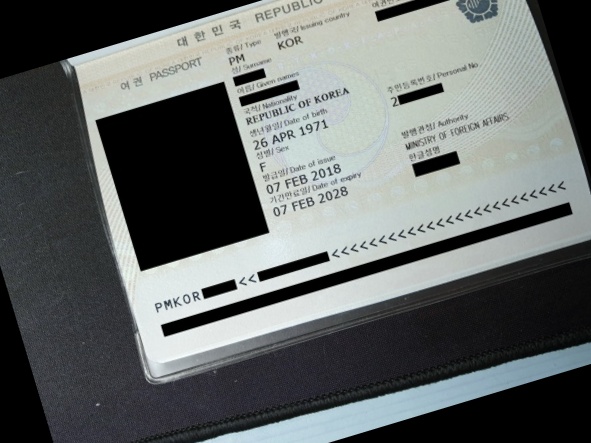 대한민국 REPUBLIC
여권 PASSPORT
종류/ Type 발행국/ Issuing country
PM KOR
성/ Surname
이름/ Given names
국적/ Nationality
REPUBLIC OF KOREA
생년월일/ Date of birth
26 APR 1971
성별/ Sex
F
발급일/ Date of issue
07 FEB 2018
기간만료일/ Date of expiry
07 FEB 2028
주민등록번호/ Personal No
2
발행관청/ Authority
MINISTRY OF FOREIGN AFFAIRS
한글성명
PMKOR << <<<<<<<<<<<<<<<<<<<<<<<<<<<